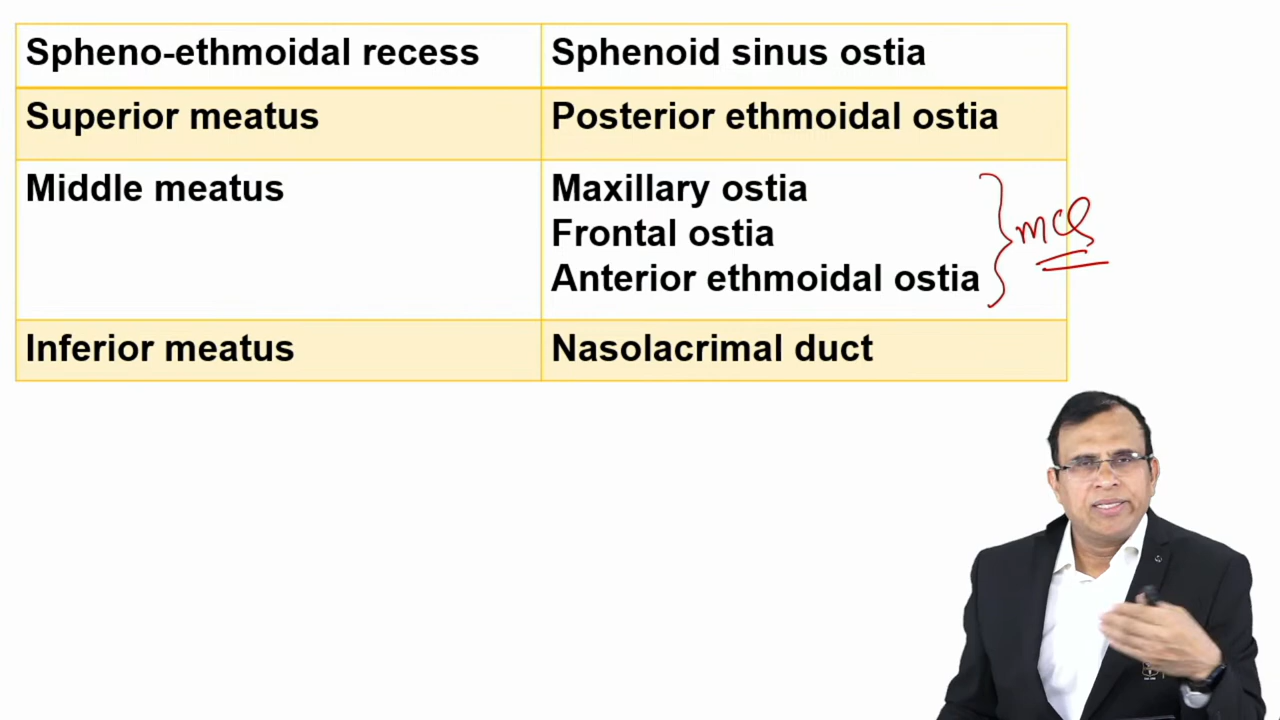 Spheno-ethmoidal recess Sphenoid sinus ostia
Superior meatus Posterior ethmoidal ostia
Middle meatus Maxillary ostia
Frontal ostia
Anterior ethmoidal ostia
MCQ
Inferior meatus Nasolacrimal duct